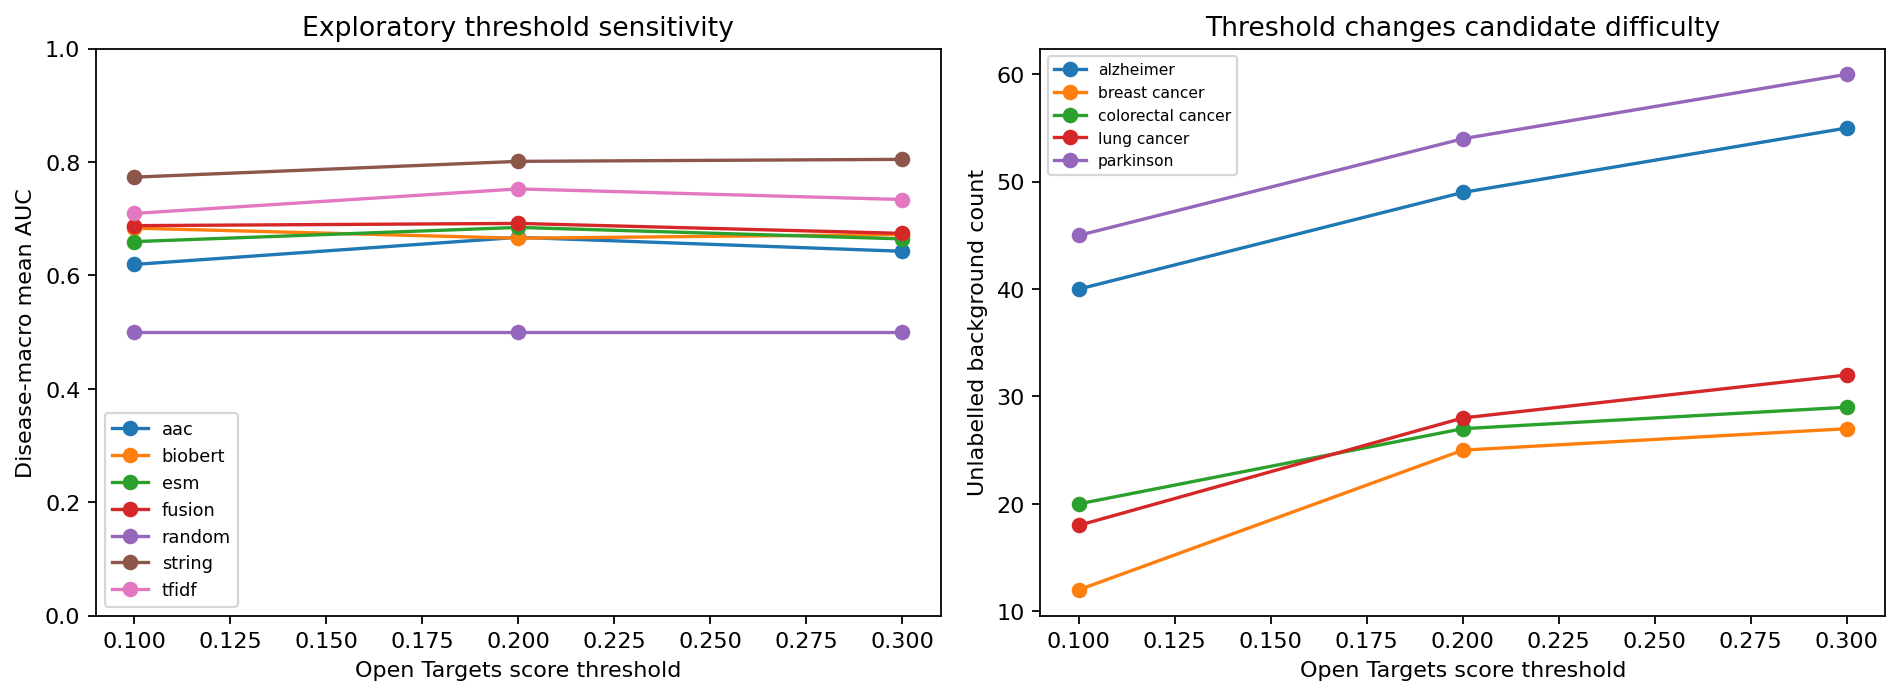 Exploratory threshold sensitivity
Disease-macro mean AUC
1.0
0.8
0.6
0.4
0.2
0.0
aac
biobert
esm
fusion
random
string
tfidf
0.100 0.125 0.150 0.175 0.200 0.225 0.250 0.275 0.300
Open Targets score threshold
Threshold changes candidate difficulty
Unlabelled background count
60
50
40
30
20
10
alzheimer
breast cancer
colorectal cancer
lung cancer
parkinson
0.100 0.125 0.150 0.175 0.200 0.225 0.250 0.275 0.300
Open Targets score threshold